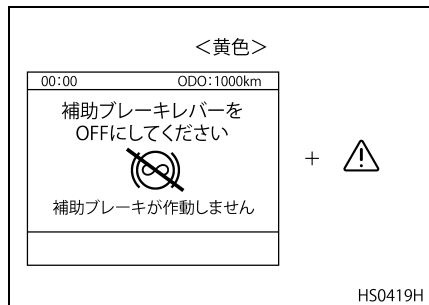 ＜黄色＞
00:00 ODO:1000km
補助ブレーキレバーを
OFFにしてください
補助ブレーキが作動しません
+
HS0419H